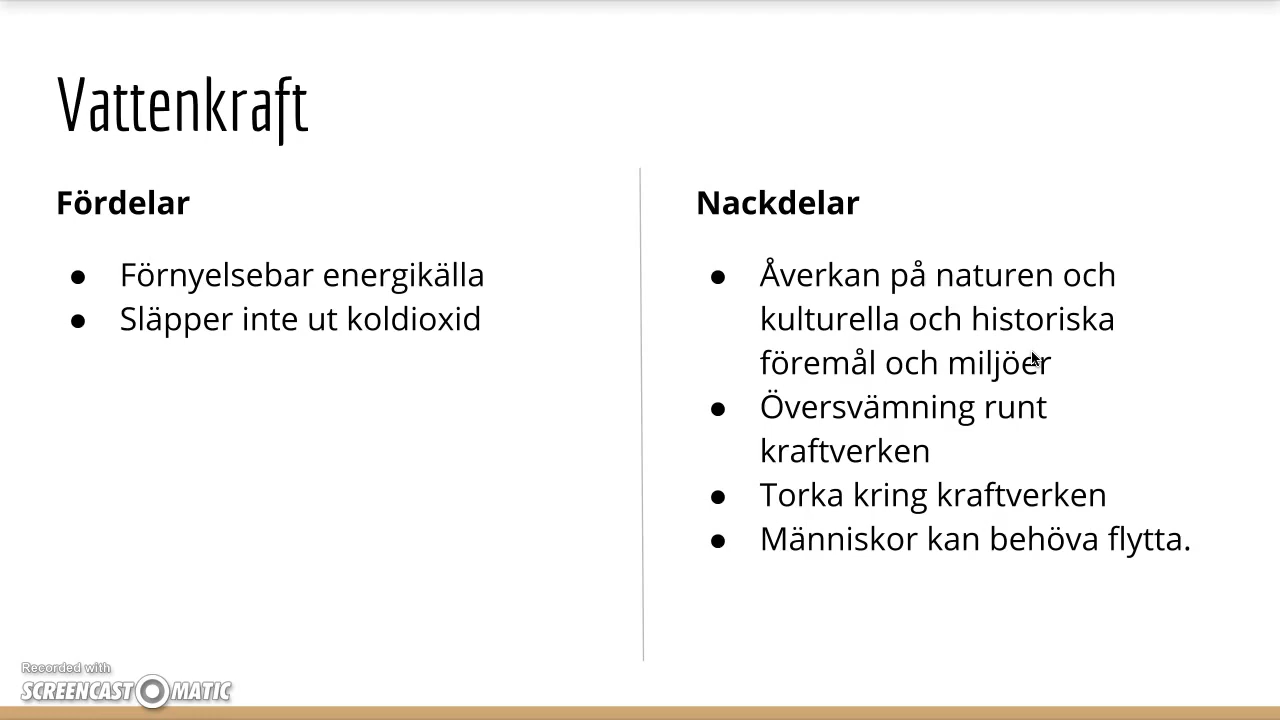 Vattenkraft
Fördelar
● Förnyelsebar energikälla
● Släpper inte ut koldioxid
Nackdelar
● Åverkan på naturen och
kulturella och historiska
föremål och miljöer
● Översvämning runt
kraftverken
● Torka kring kraftverken
● Människor kan behöva flytta.
Recorded with
SCREENCAST MATIC